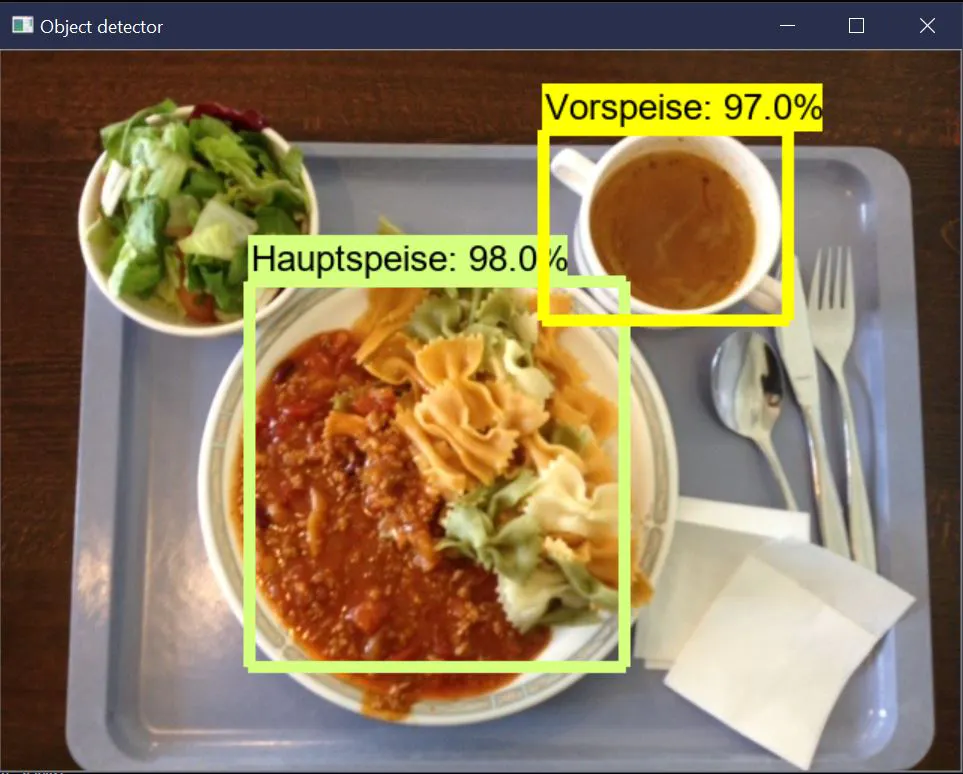 Object detector
Vorspeise: 97.0%
Hauptspeise: 98.0%